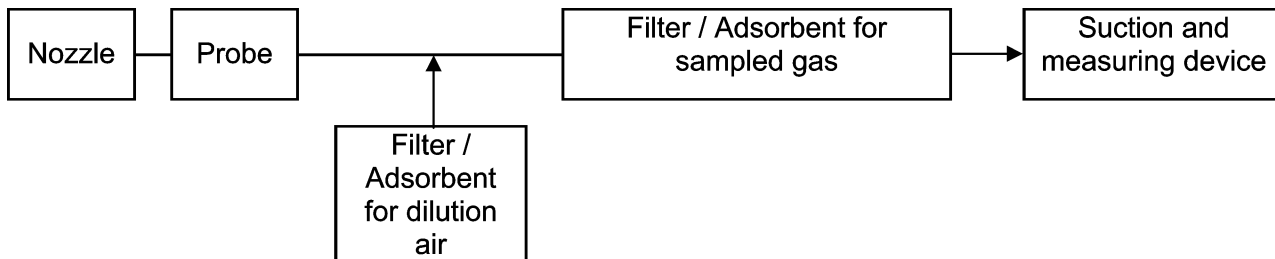 Nozzle
Probe
Filter / Adsorbent for
sampled gas
Suction and
measuring device
Filter /
Adsorbent
for dilution
air